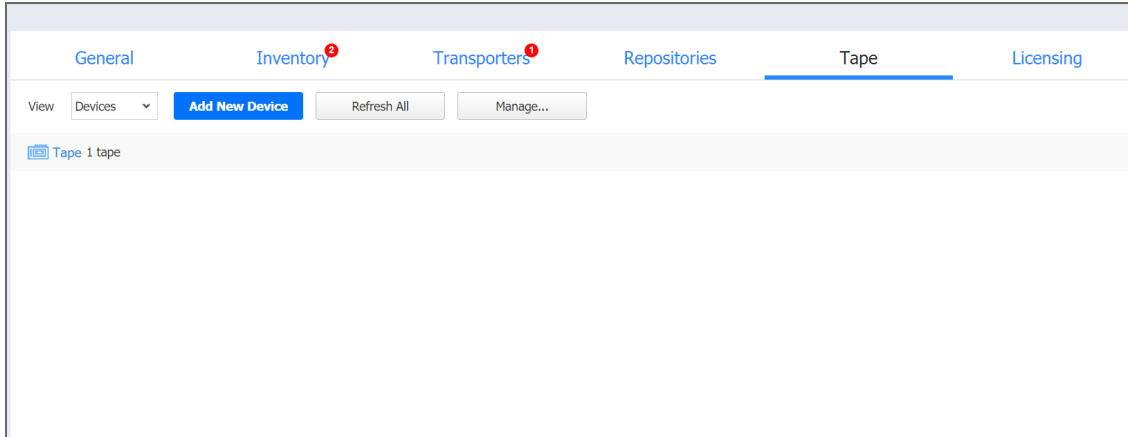 General Inventory 2 Transporters 1 Repositories Tape Licensing
View Devices Add New Device Refresh All Manage...
Tape 1 tape